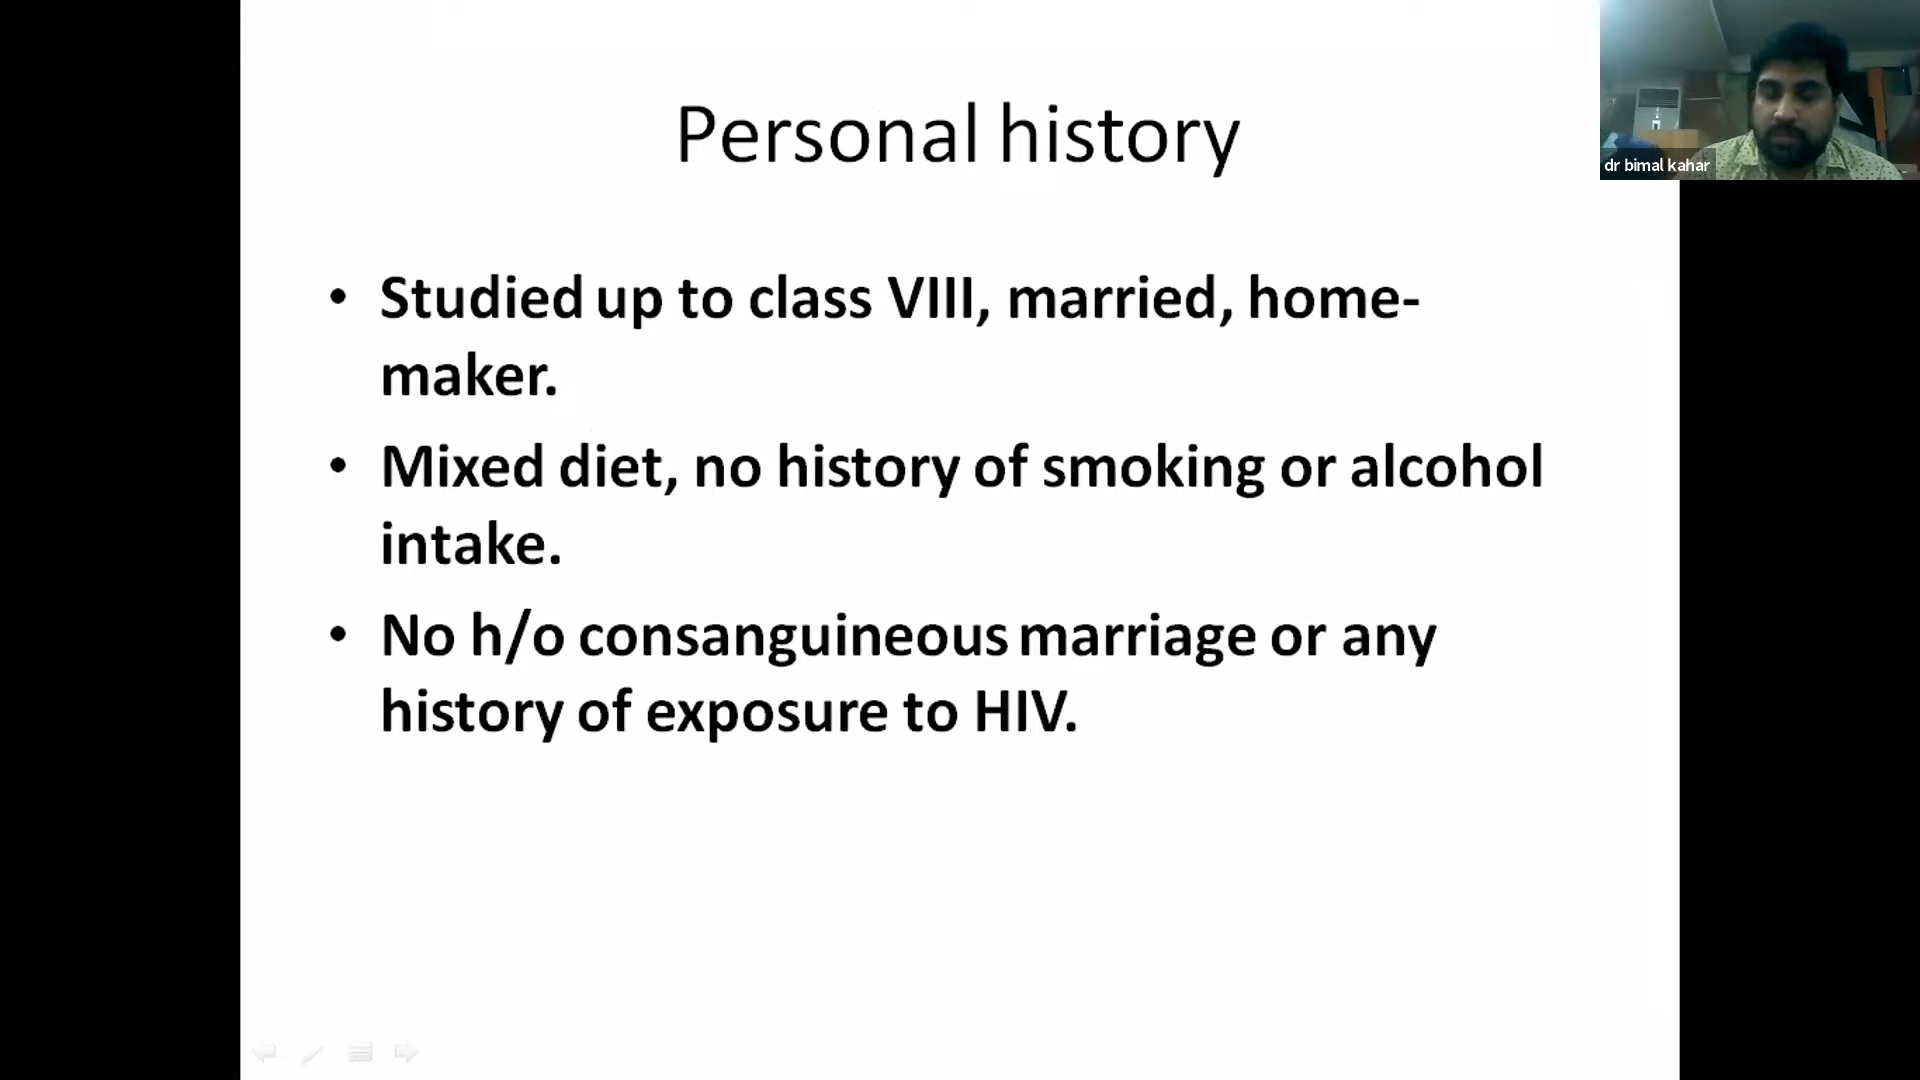 Personal history
dr bimal kahar
• Studied up to class VIII, married, home-
maker.
• Mixed diet, no history of smoking or alcohol
intake.
• No h/o consanguineous marriage or any
history of exposure to HIV.